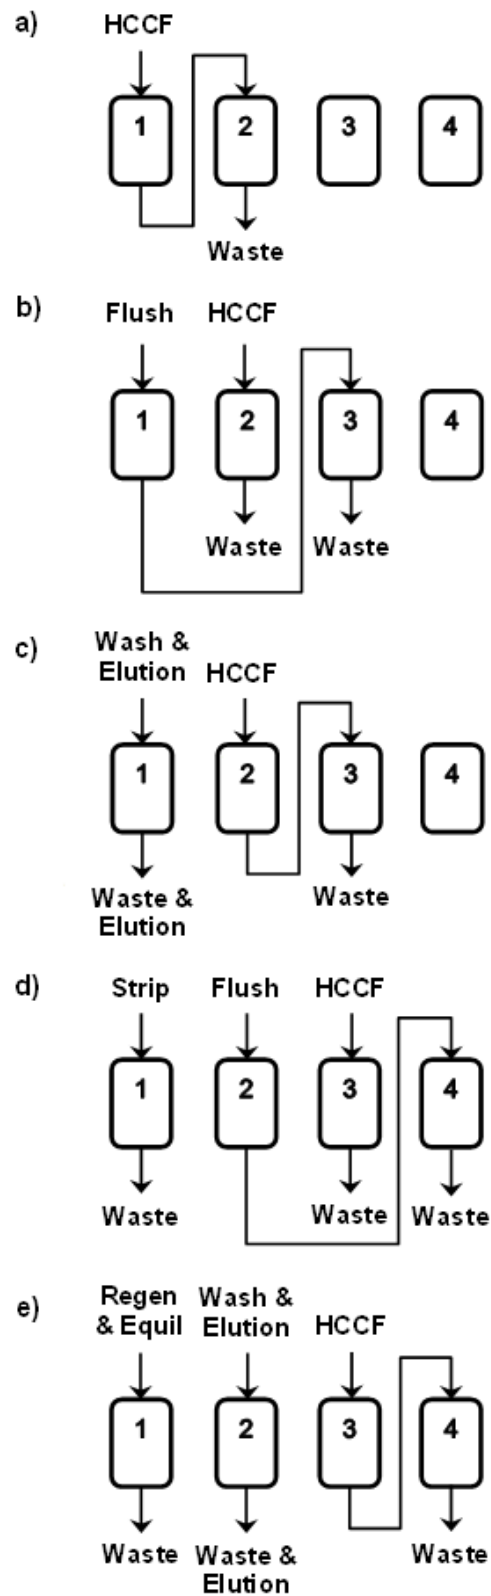 a)
HCCF
1 2 3 4
Waste
b)
Flush HCCF
1 2 3 4
Waste Waste
c)
Wash &
Elution HCCF
1 2 3 4
Waste &
Elution Waste
d)
Strip Flush HCCF
1 2 3 4
Waste Waste Waste
e)
Regen
& Equil Wash &
Elution HCCF
1 2 3 4
Waste Waste &
Elution Waste